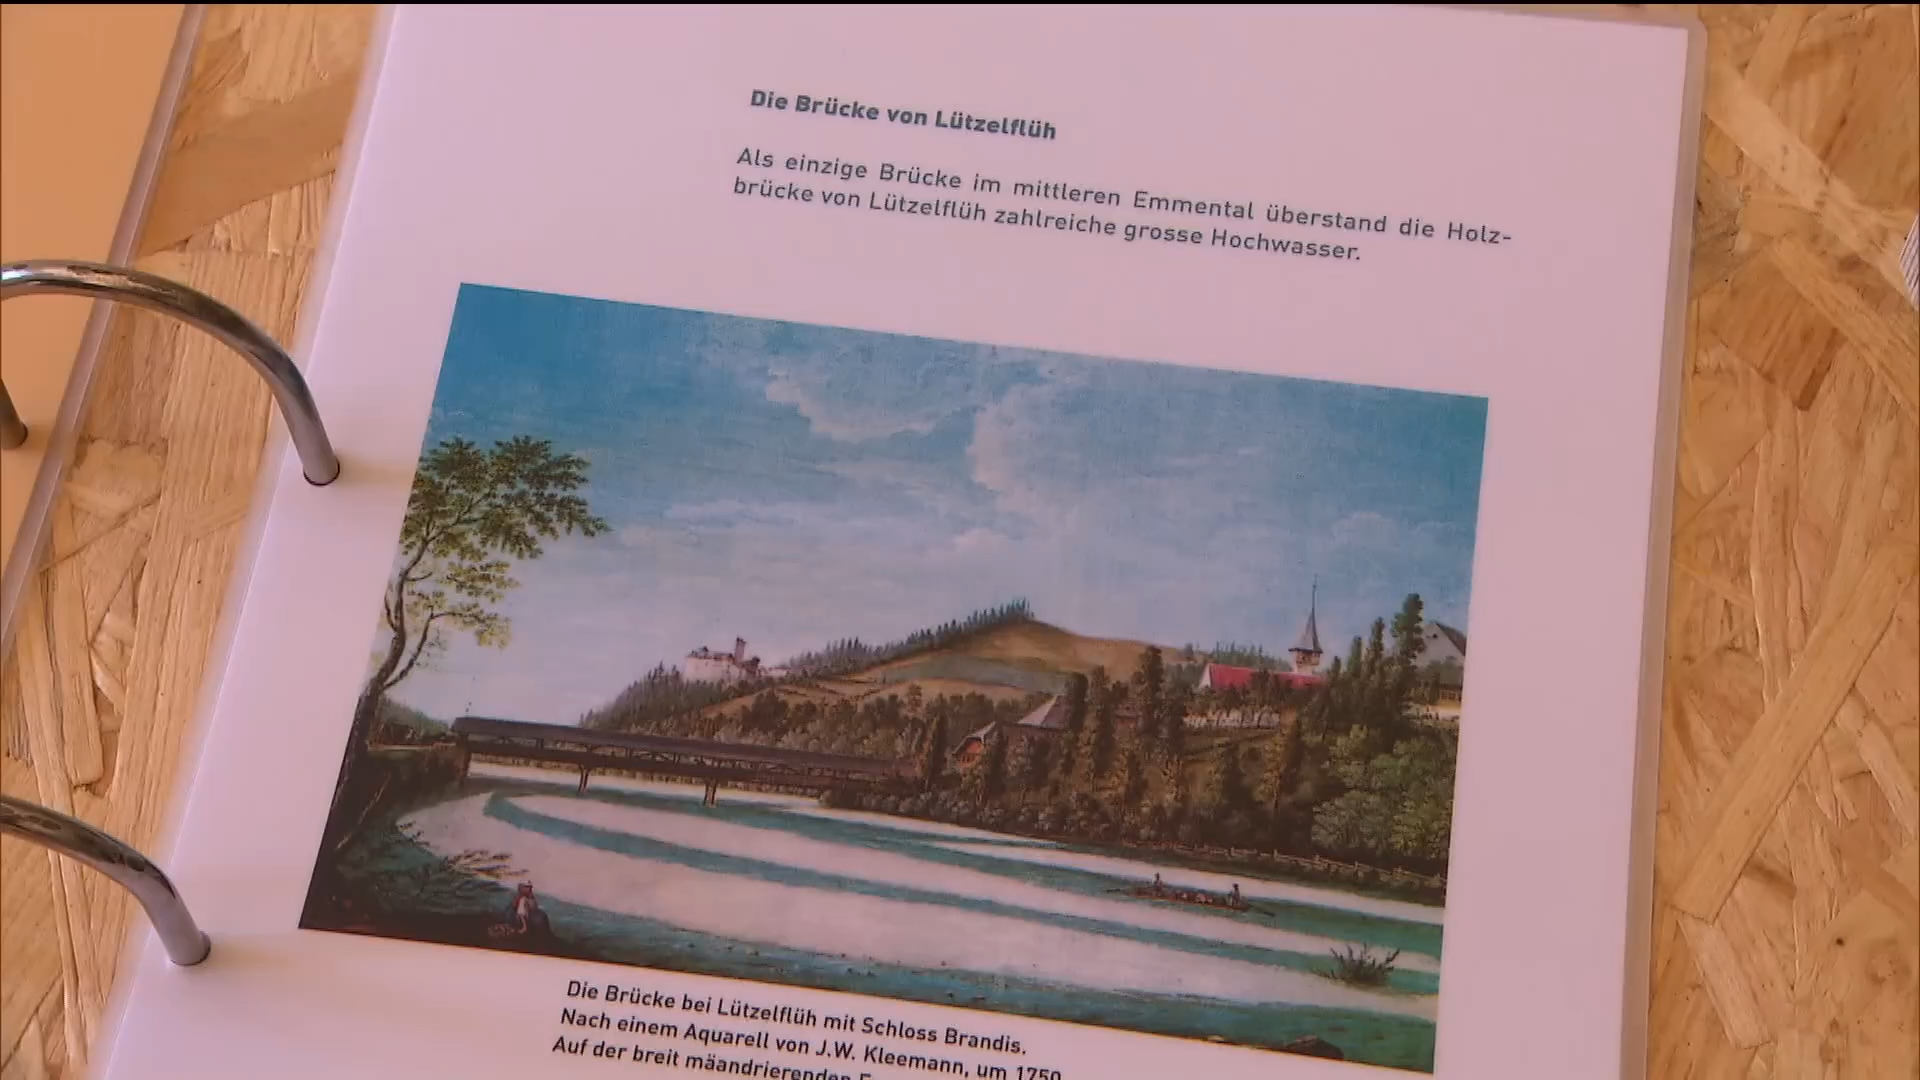 Die Brücke von Lützelflüh
Als einzige Brücke im mittleren Emmental überstand die Holz-
brücke von Lützelflüh zahlreiche grosse Hochwasser.
Die Brücke bei Lützelflüh mit Schloss Brandis.
Nach einem Aquarell von J.W. Kleemann, um 1750
Auf der breit mäandrierenden